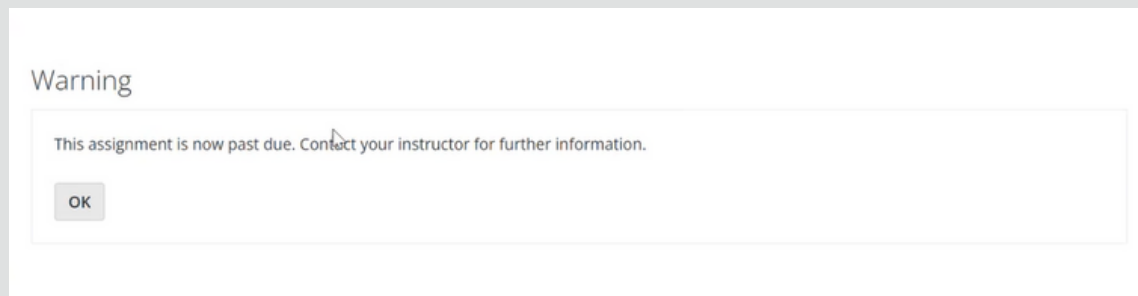 Warning
This assignment is now past due. Contact your instructor for further information.
OK